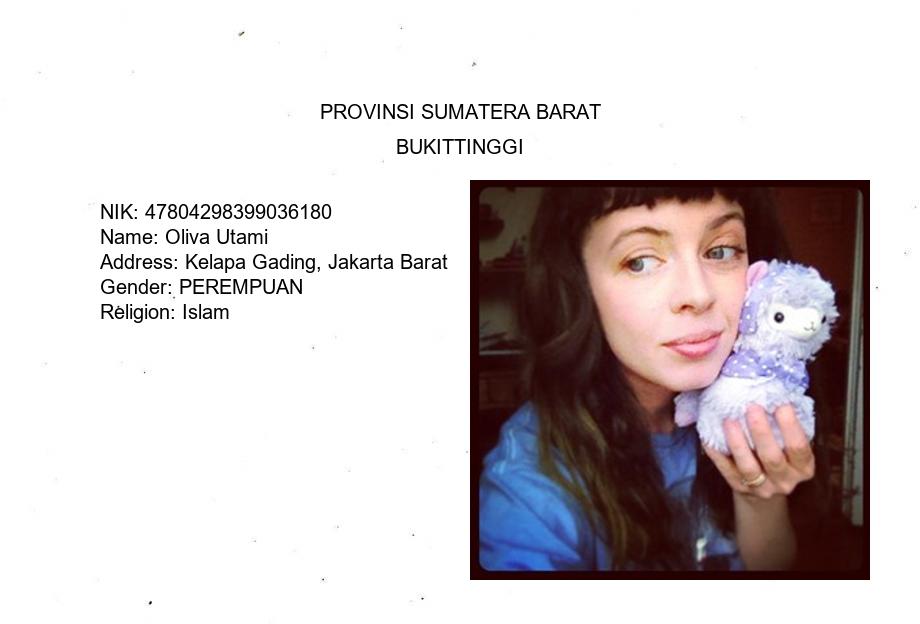 PROVINSI SUMATERA BARAT
BUKITTINGGI
NIK: 47804298399036180
Name: Oliva Utami
Address: Kelapa Gading, Jakarta Barat
Gender: PEREMPUAN
Religion: Islam